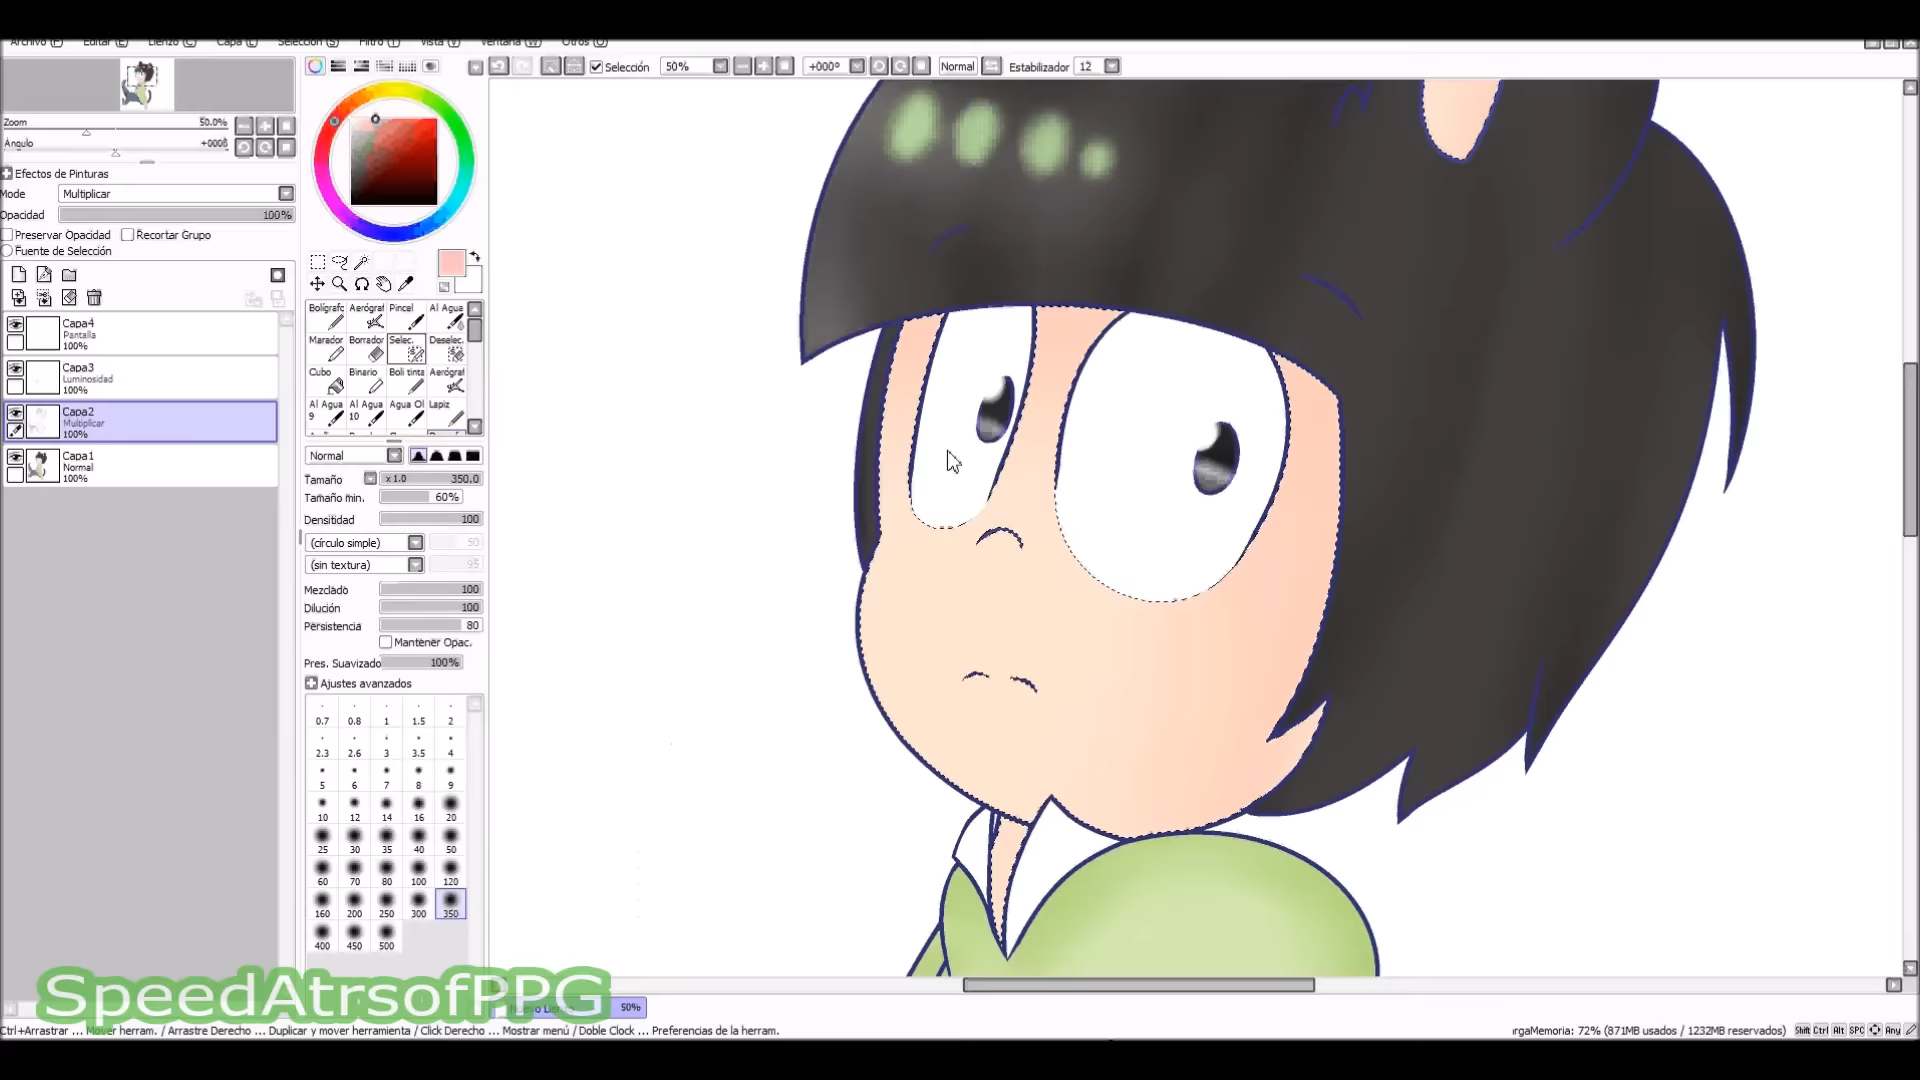 Archivo (F) Editar (E) Lienzo (C) Capa (L) Selección (S) Filtro (T) Vista (V) Ventana (W) Otros (O)
Selección 50% +000º Normal Estabilizador 12
Zoom 50.0%
Ángulo +000º
Efectos de Pinturas
Mode Multiplicar
Opacidad 100%
Preservar Opacidad Recortar Grupo
Fuente de Selección
Capa4
Pantalla
100%
Capa3
Luminosidad
100%
Capa2
Multiplicar
100%
Capa1
Normal
100%
Bolígrafo Aerógraf Pincel Al Agua
Marador Borrador Selec. Deselec.
Cubo Binario Boli tinta Aerógraf
Al Agua Al Agua Agua Ol Lapiz
9 10
Normal
Tamaño x 1.0 350.0
Tamaño min. 60%
Densitidad 100
(círculo simple) 50
(sin textura) 95
Mezclado 100
Dilución 100
Persistencia 80
Mantener Opac.
Pres. Suavizado 100%
Ajustes avanzados
0.7 0.8 1 1.5 2
2.3 2.6 3 3.5 4
5 6 7 8 9
10 12 14 16 20
25 30 35 40 50
60 70 80 100 120
160 200 250 300 350
400 450 500
SpeedAtrsofPPG
Nuevo Lienzo 50%
Ctrl+Arrastrar ... Mover herram. / Arrastre Derecho ... Duplicar y mover herramienta / Click Derecho ... Mostrar menú / Doble Clock ... Preferencias de la herram.
rgaMemoria: 72% (871MB usados / 1232MB reservados) Shift Ctrl Alt SPC Any